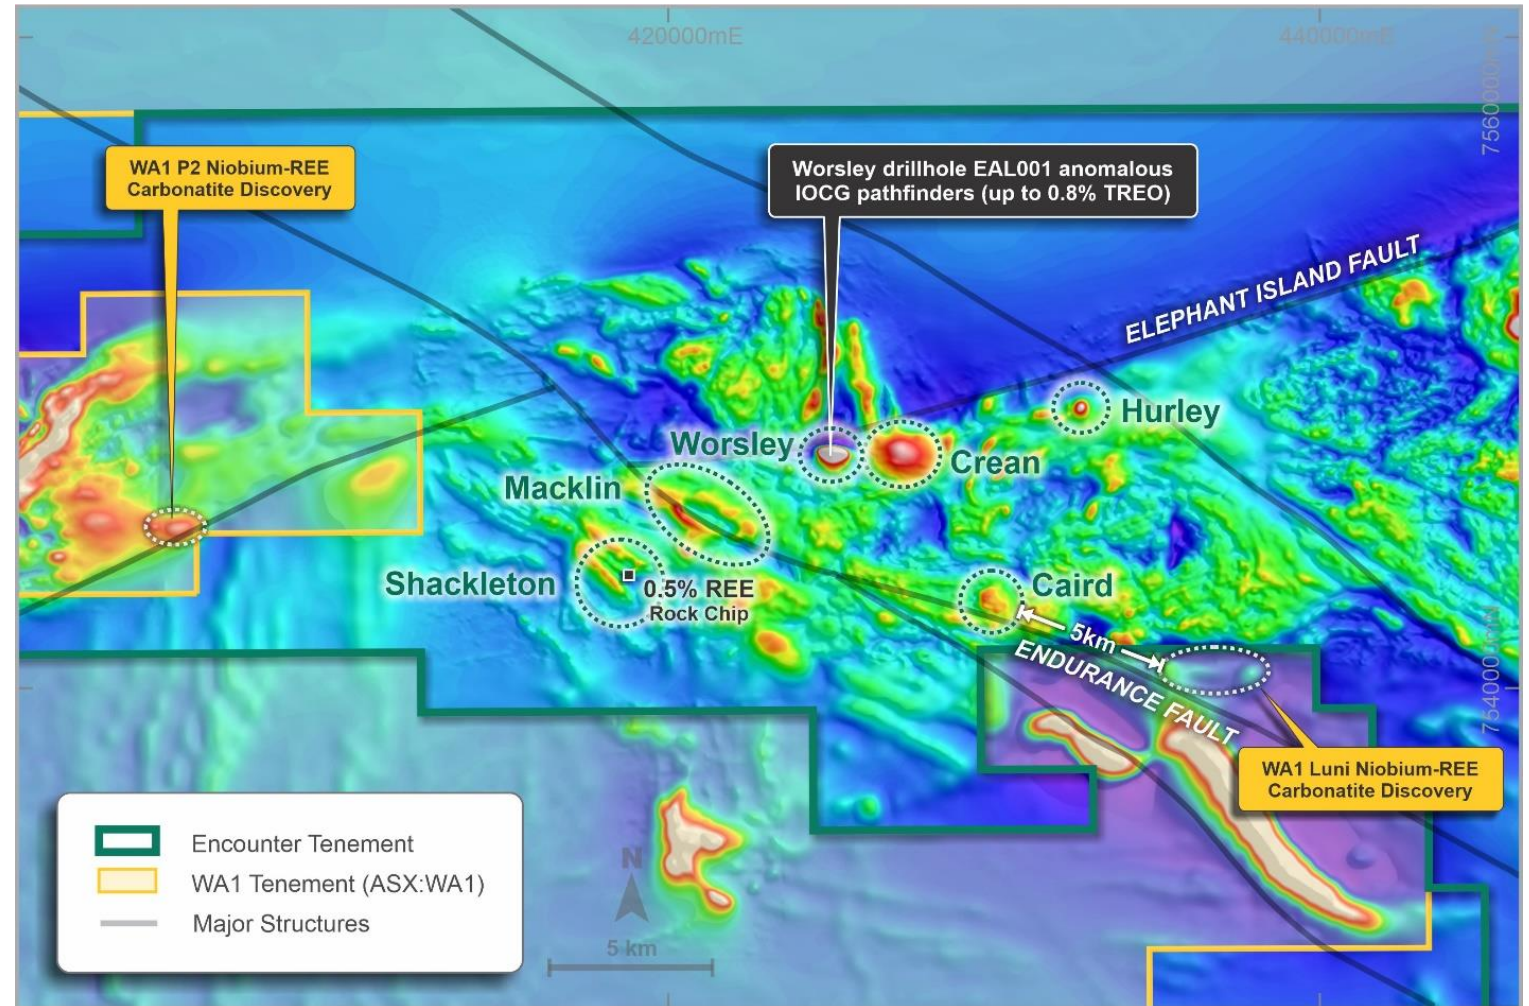 420000mE
440000mE
7560000mN
WA1 P2 Niobium-REE
Carbonatite Discovery
Worsley drillhole EAL001 anomalous
IOCG pathfinders (up to 0.8% TREO)
ELEPHANT ISLAND FAULT
Hurley
Worsley
Crean
Macklin
Shackleton
0.5% REE
Rock Chip
Caird
5km
ENDURANCE FAULT
7540000mN
WA1 Luni Niobium-REE
Carbonatite Discovery
Encounter Tenement
WA1 Tenement (ASX:WA1)
Major Structures
N
5 km